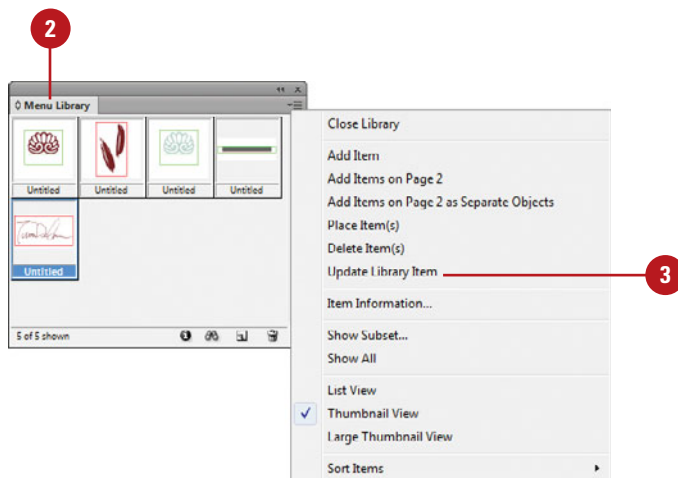 2
Menu Library
Untitled
Untitled
Untitled
Untitled
Untitled
5 of 5 shown
Close Library
Add Item
Add Items on Page 2
Add Items on Page 2 as Separate Objects
Place Item(s)
Delete Item(s)
Update Library Item
3
Item Information...
Show Subset...
Show All
List View
Thumbnail View
Large Thumbnail View
Sort Items